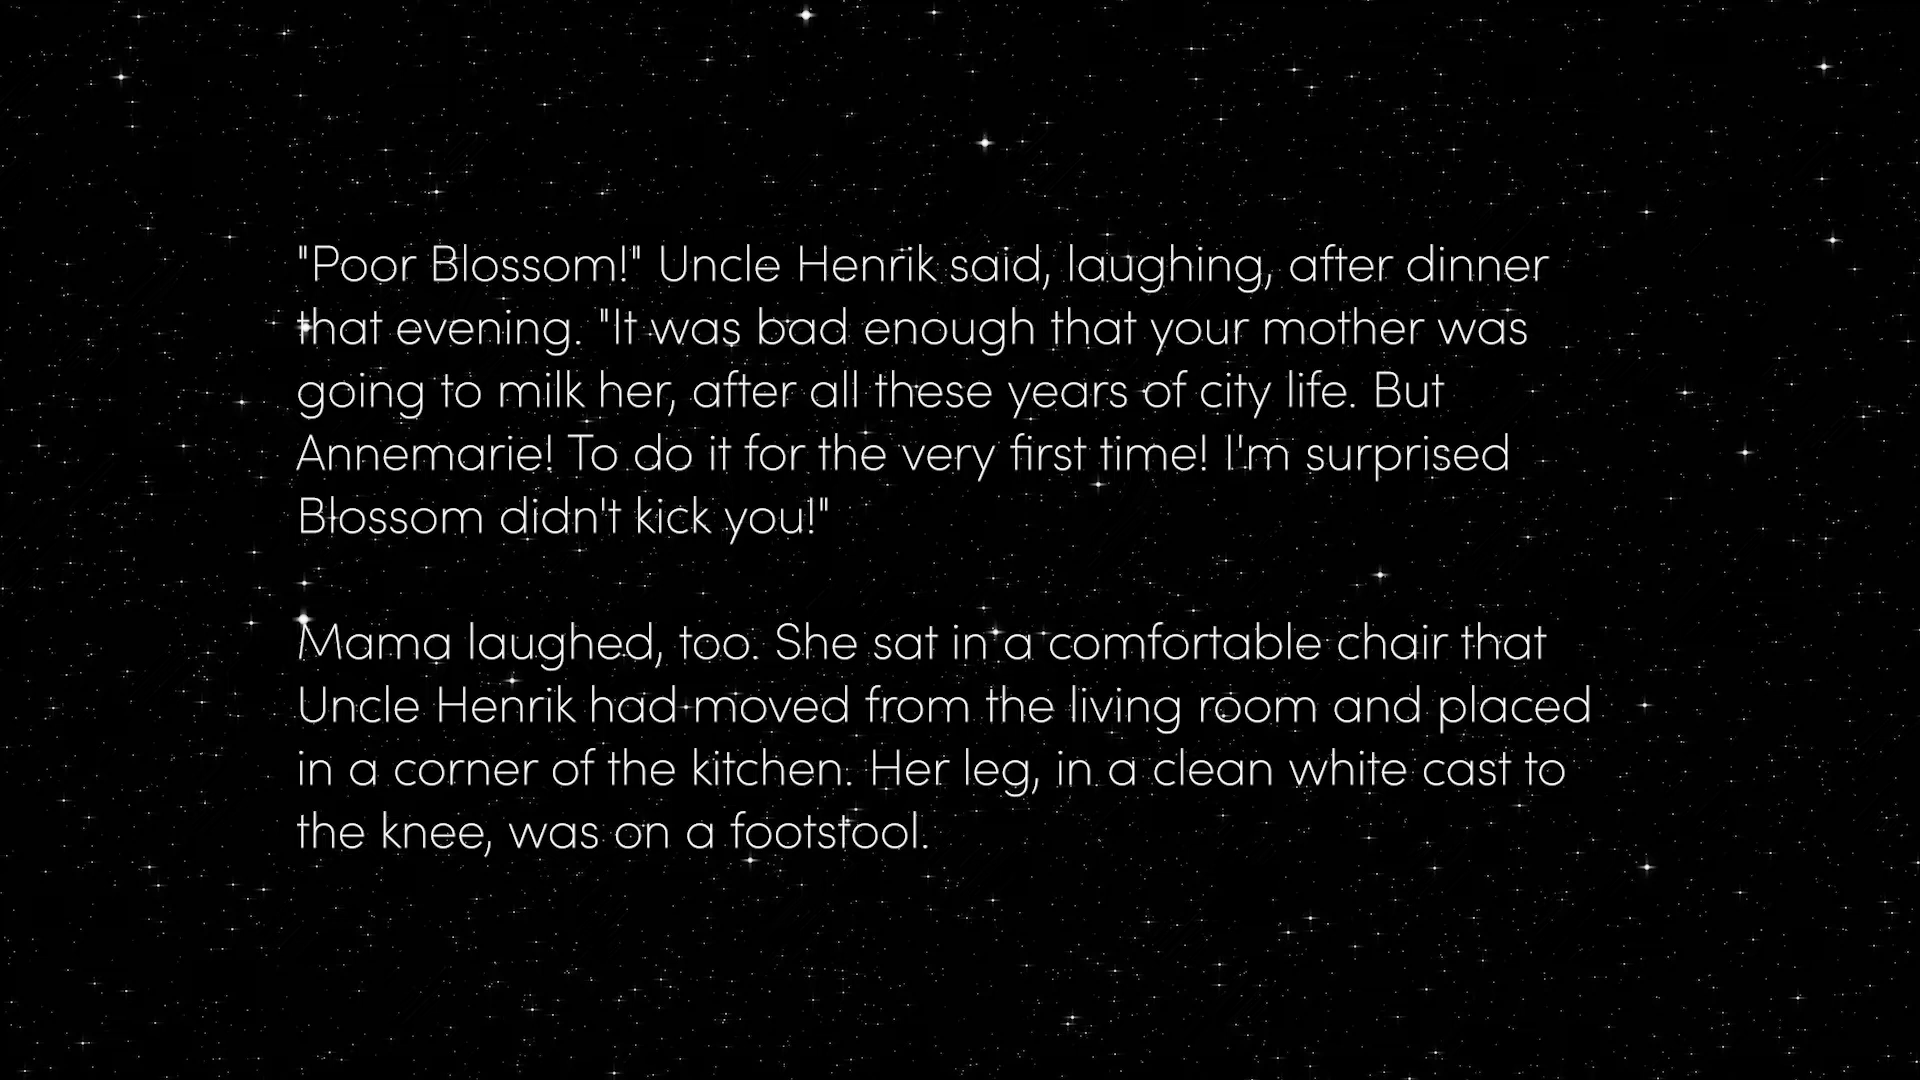 "Poor Blossom!" Uncle Henrik said, laughing, after dinner
that evening. "It was bad enough that your mother was
going to milk her, after all these years of city life. But
Annemarie! To do it for the very first time! I'm surprised
Blossom didn't kick you!"
Mama laughed, too. She sat in a comfortable chair that
Uncle Henrik had moved from the living room and placed
in a corner of the kitchen. Her leg, in a clean white cast to
the knee, was on a footstool.